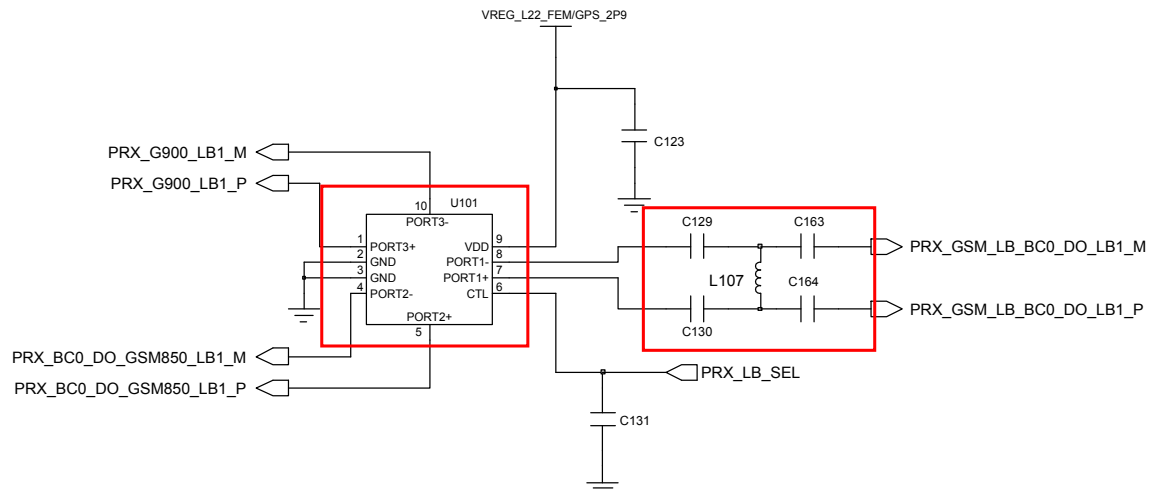 VREG_L22_FEM/GPS_2P9
C123
PRX_G900_LB1_M
PRX_G900_LB1_P
U101
10
PORT3-
1
PORT3+
2
GND
3
GND
4
PORT2-
PORT2+
5
9
VDD
8
PORT1-
7
PORT1+
6
CTL
C129
C163
L107
C164
C130
PRX_GSM_LB_BC0_DO_LB1_M
PRX_GSM_LB_BC0_DO_LB1_P
PRX_BC0_DO_GSM850_LB1_M
PRX_BC0_DO_GSM850_LB1_P
PRX_LB_SEL
C131